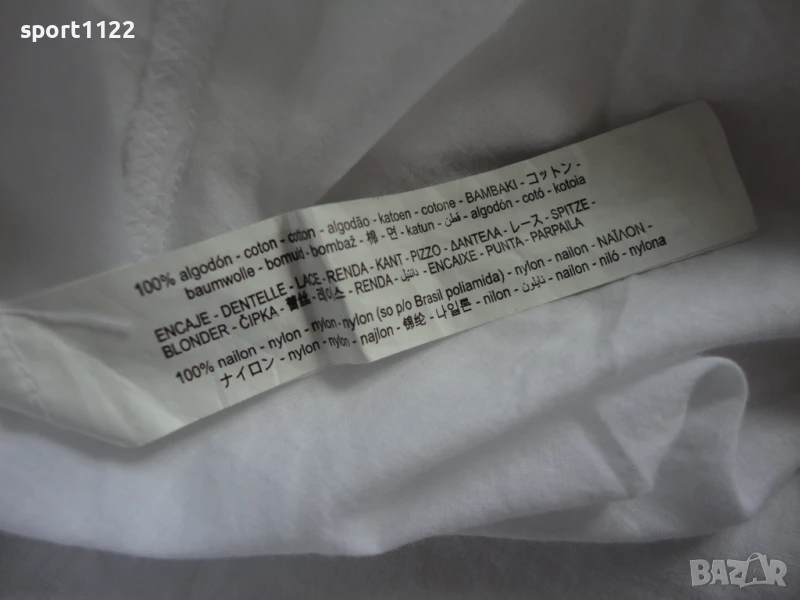 sport1122
100% algodón - coton - cotton - algodão - katoen - cotone - BAMBAKI - コットン -
baumwolle - bomuld - bombaž - 棉 - 면 - katun - قطن - algodón - cotó - kotoia
ENCAJE - DENTELLE - LACE - RENDA - KANT - PIZZO - ΔΑΝΤΕΛΑ - レース - SPITZE -
BLONDER - ČIPKA - 蕾丝 - 레이스 - RENDA - دانتيل - ENCAIXE - PUNTA - PARPAILA
100% nailon - nylon - nylon - nylon (so p/o Brasil poliamida) - nylon - nailon - ΝΑΪΛΟΝ -
ナイロン - nylon - nylon - najlon - 锦纶 - 나일론 - nilon - نايلون - nailon - niló - nylona
BAZAR